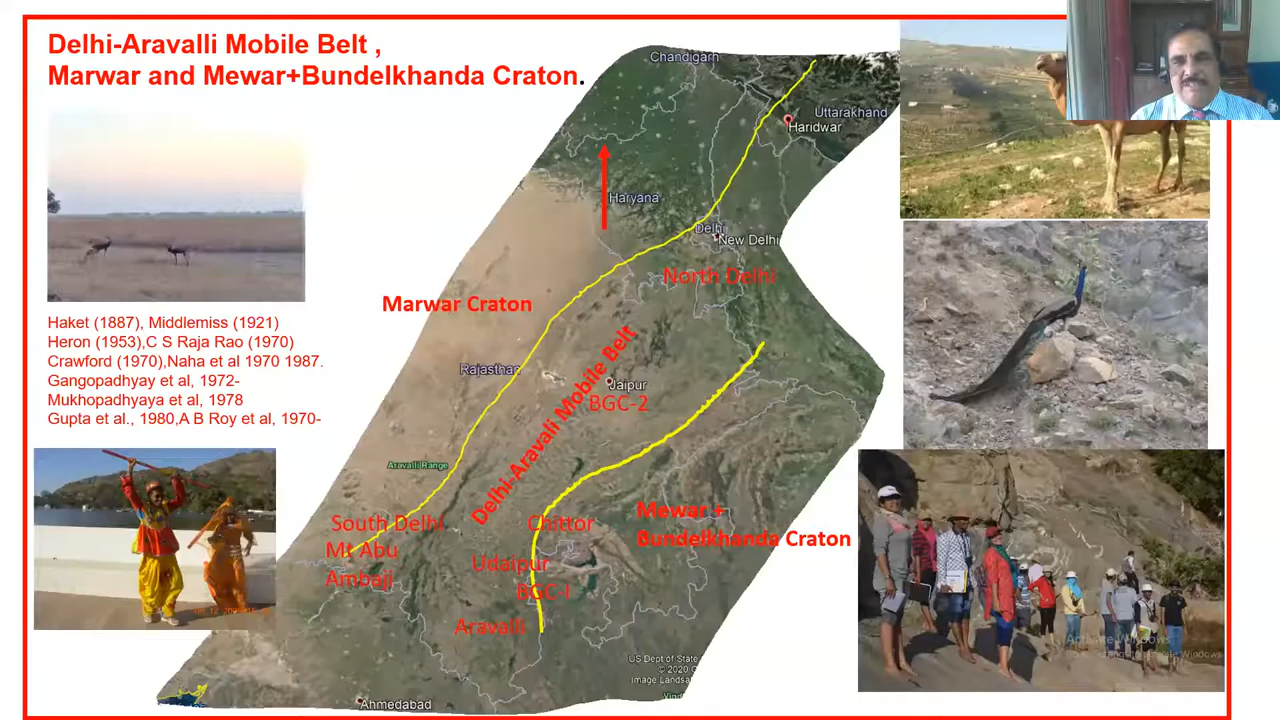 Delhi-Aravalli Mobile Belt ,
Marwar and Mewar+Bundelkhanda Craton.
Chandigarh
Uttarakhand
Haridwar
Haryana
Delhi
New Delhi
North Delhi
Marwar Craton
Haket (1887), Middlemiss (1921)
Heron (1953),C S Raja Rao (1970)
Crawford (1970),Naha et al 1970 1987.
Gangopadhyay et al, 1972-
Mukhopadhyaya et al, 1978
Gupta et al., 1980,A B Roy et al, 1970-
Rajasthan
Jaipur
BGC-2
Delhi-Aravali Mobile Belt
Aravalli Range
South Delhi
Mt Abu
Ambaji
Chittor
Mewar +
Bundelkhanda Craton
Udaipur
BGC-I
Aravalli
US Dept of State
© 2020
Image Landsa
Ahmedabad
Activate Windows